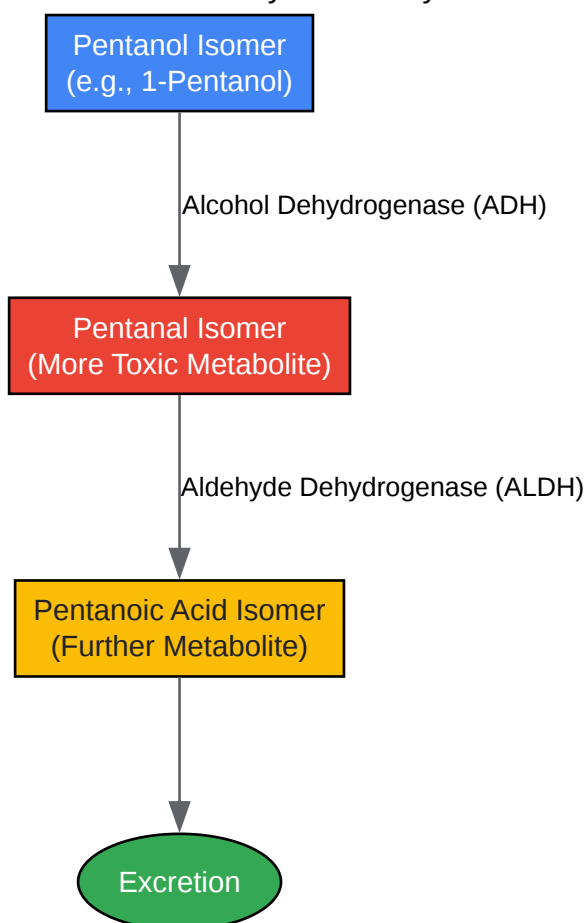 Pentanol Isomer
(e.g., 1-Pentanol)
Alcohol Dehydrogenase (ADH)
Pentanal Isomer
(More Toxic Metabolite)
Aldehyde Dehydrogenase (ALDH)
Pentanoic Acid Isomer
(Further Metabolite)
Excretion